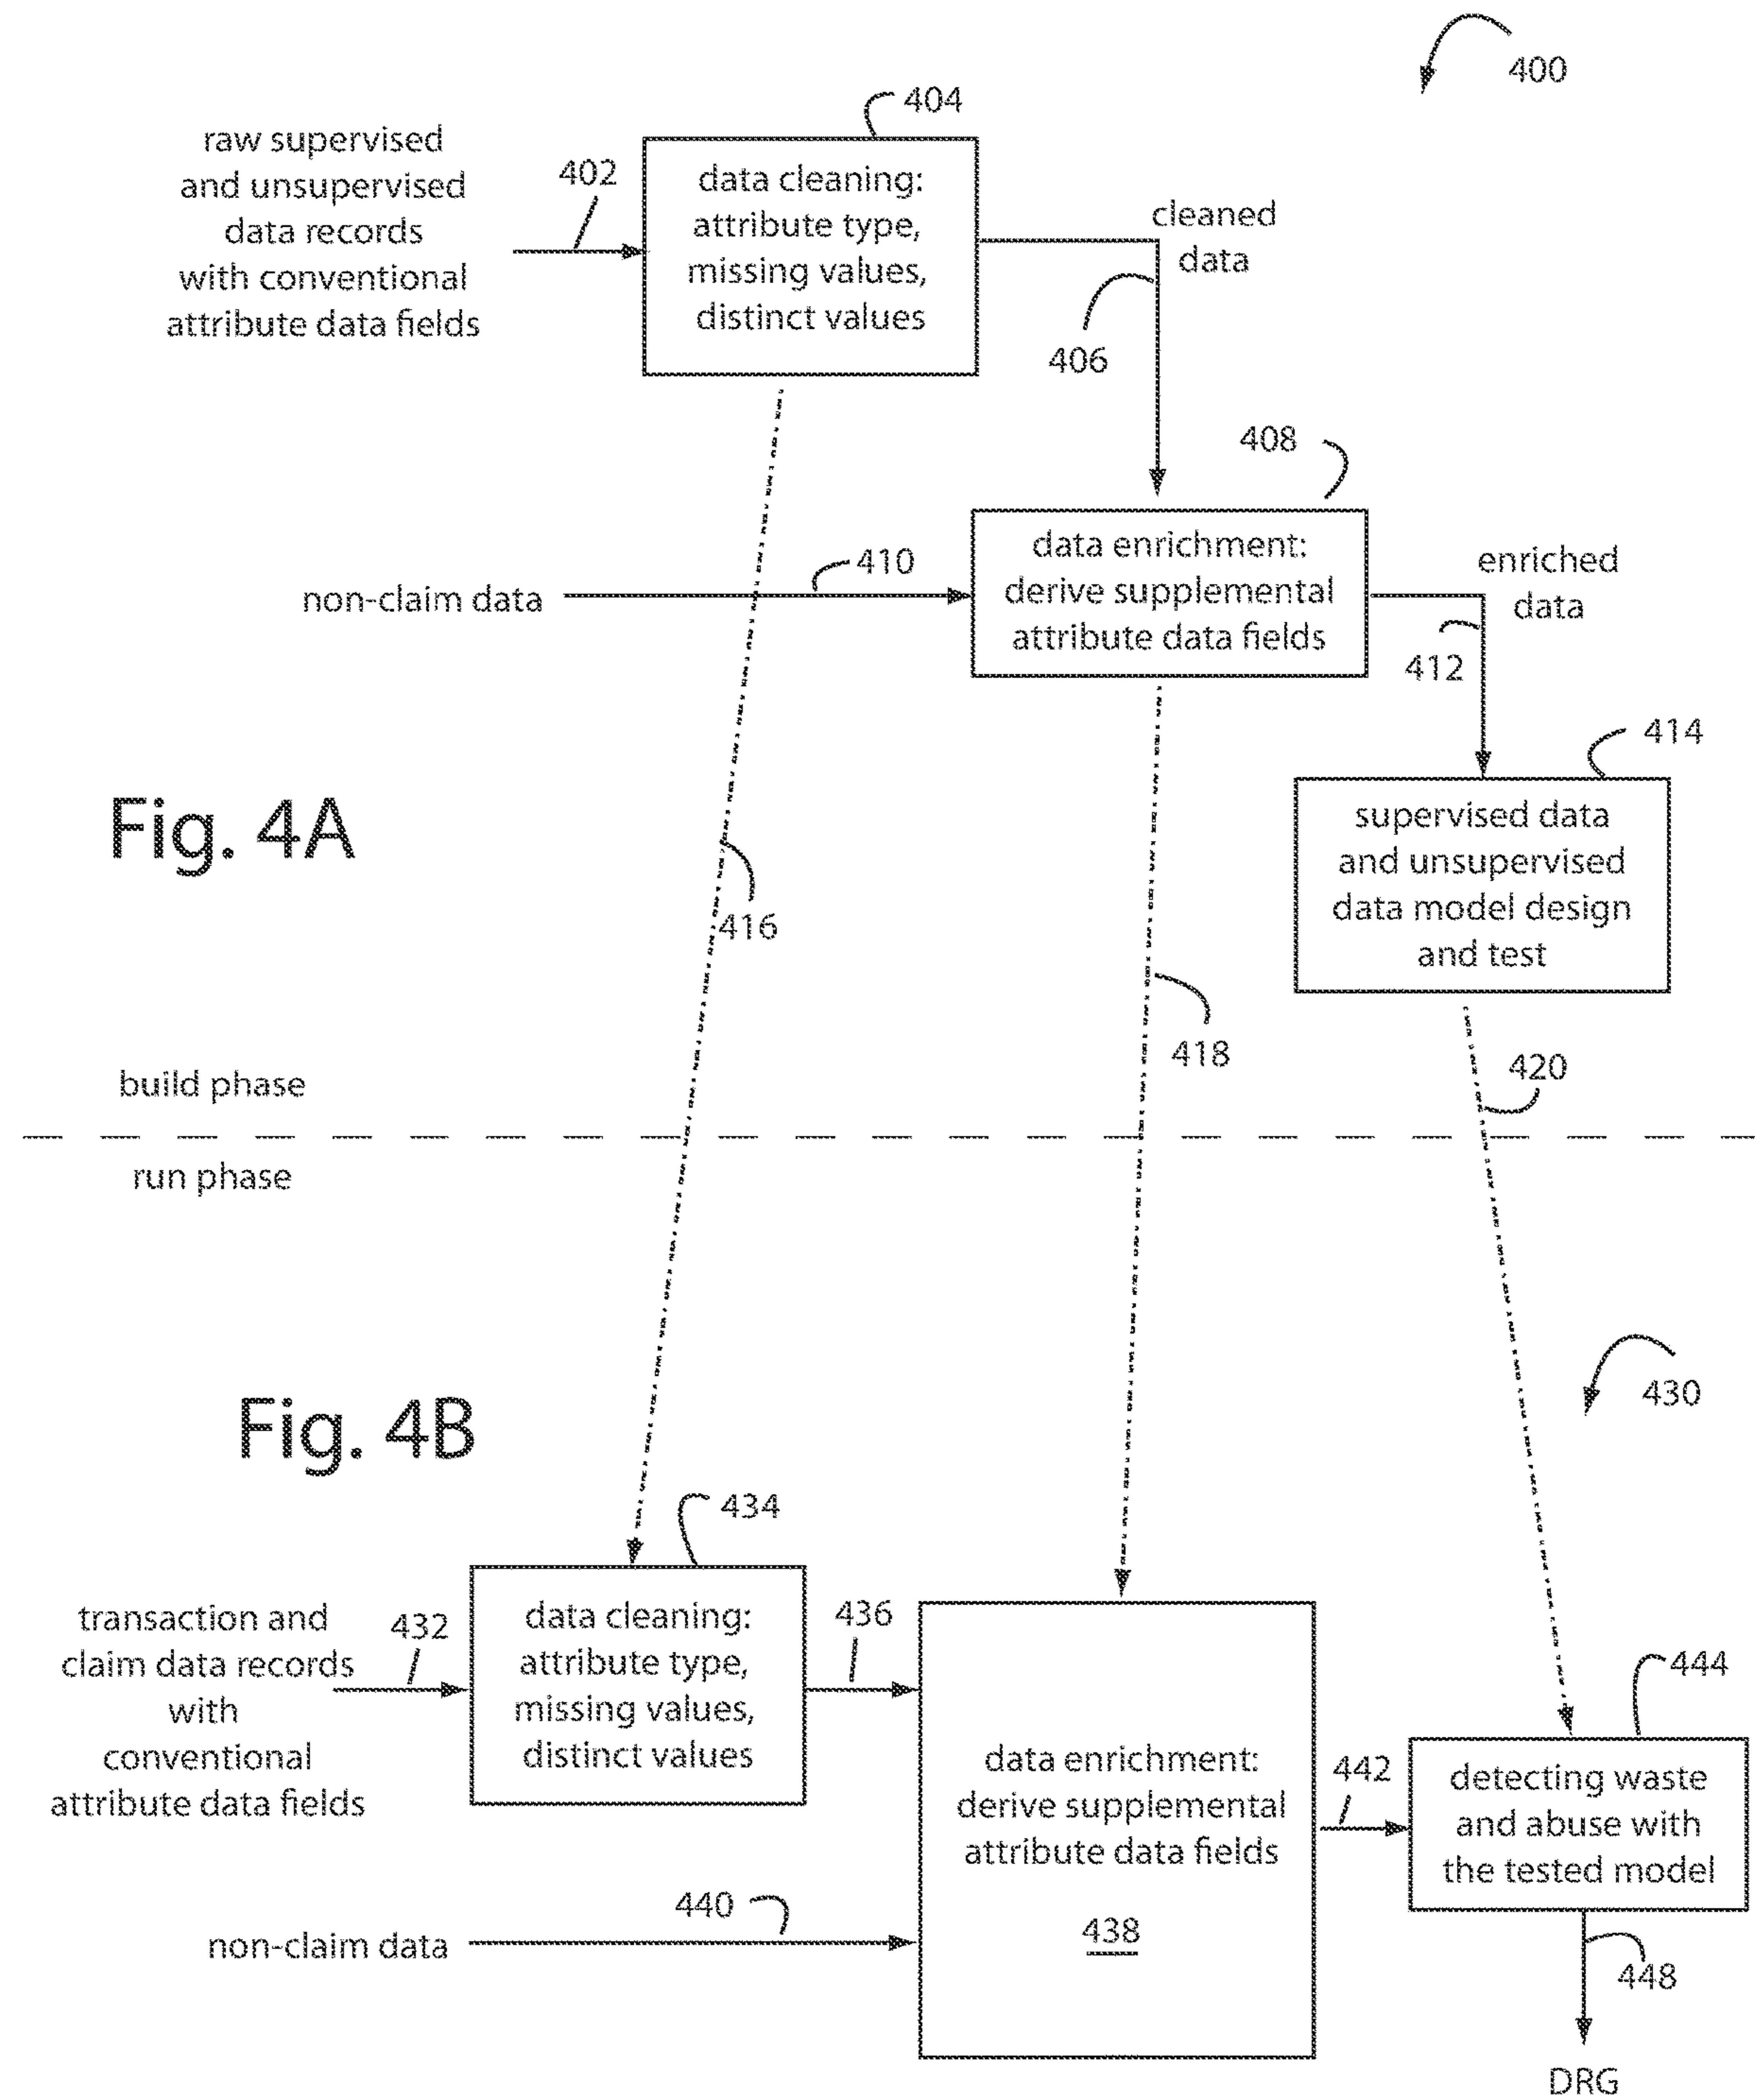 400
404
raw supervised
and unsupervised
data records
with conventional
attribute data fields
402
data cleaning:
attribute type,
missing values,
distinct values
cleaned
data
406
408
non-claim data
410
data enrichment:
derive supplemental
attribute data fields
enriched
data
412
414
supervised data
and unsupervised
data model design
and test
Fig. 4A
416
418
420
build phase
run phase
430
Fig. 4B
434
transaction and
claim data records
with
conventional
attribute data fields
432
data cleaning:
attribute type,
missing values,
distinct values
436
data enrichment:
derive supplemental
attribute data fields
438
442
444
detecting waste
and abuse with
the tested model
440
non-claim data
448
DRG